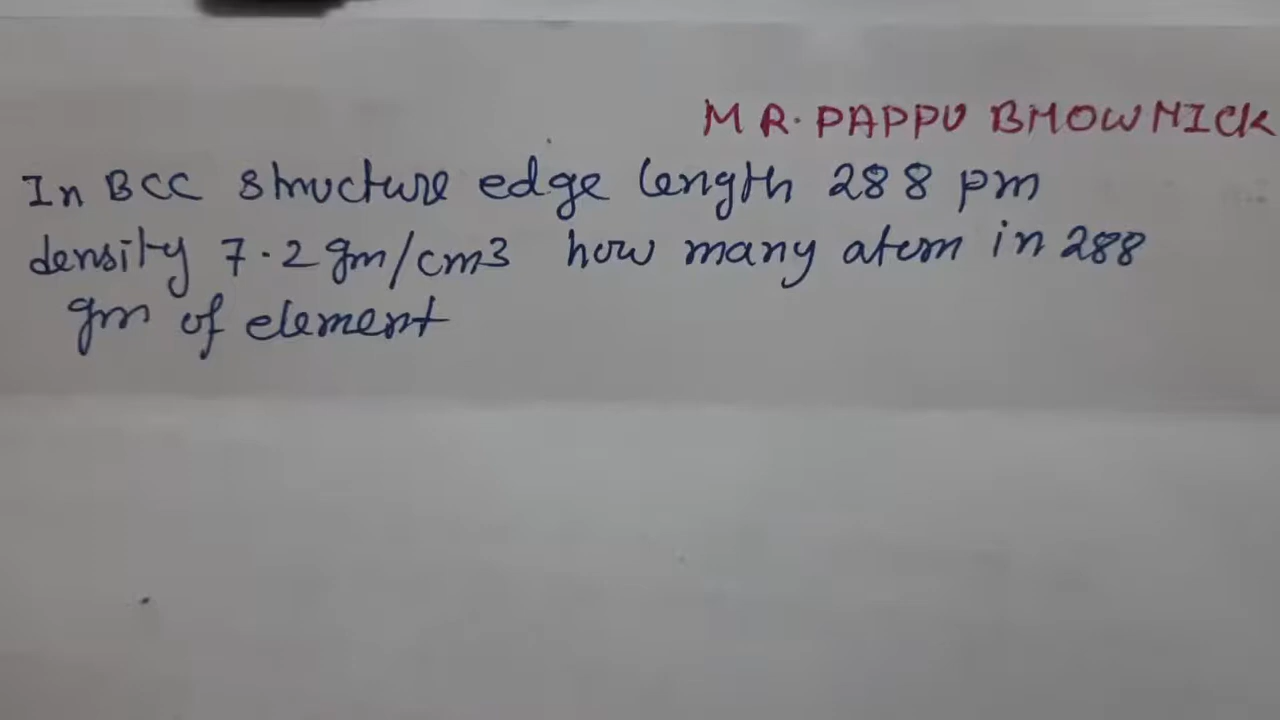 MR. PAPPU BHOWMICK
In BCC structure edge length 288 pm
density 7.2 gm/cm3 how many atom in 288
gm of element